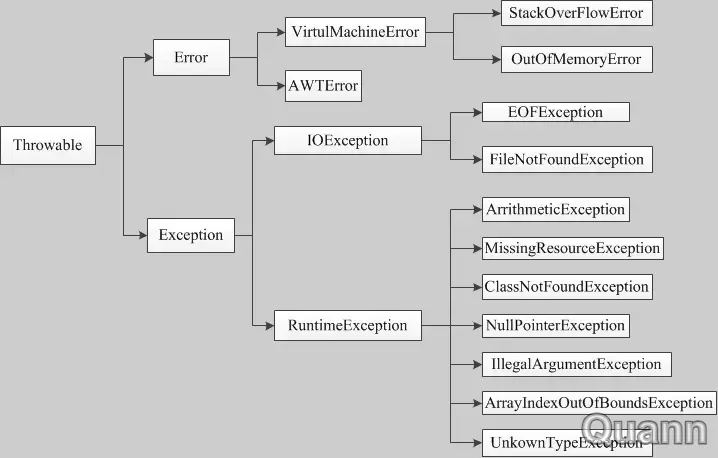 Throwable
Error
VirtulMachineError
StackOverFlowError
OutOfMemoryError
AWTError
Exception
IOException
EOFException
FileNotFoundException
RuntimeException
ArrithmeticException
MissingResourceException
ClassNotFoundException
NullPointerException
IllegalArgumentException
ArrayIndexOutOfBoundsException
UnkownTypeException
Quann